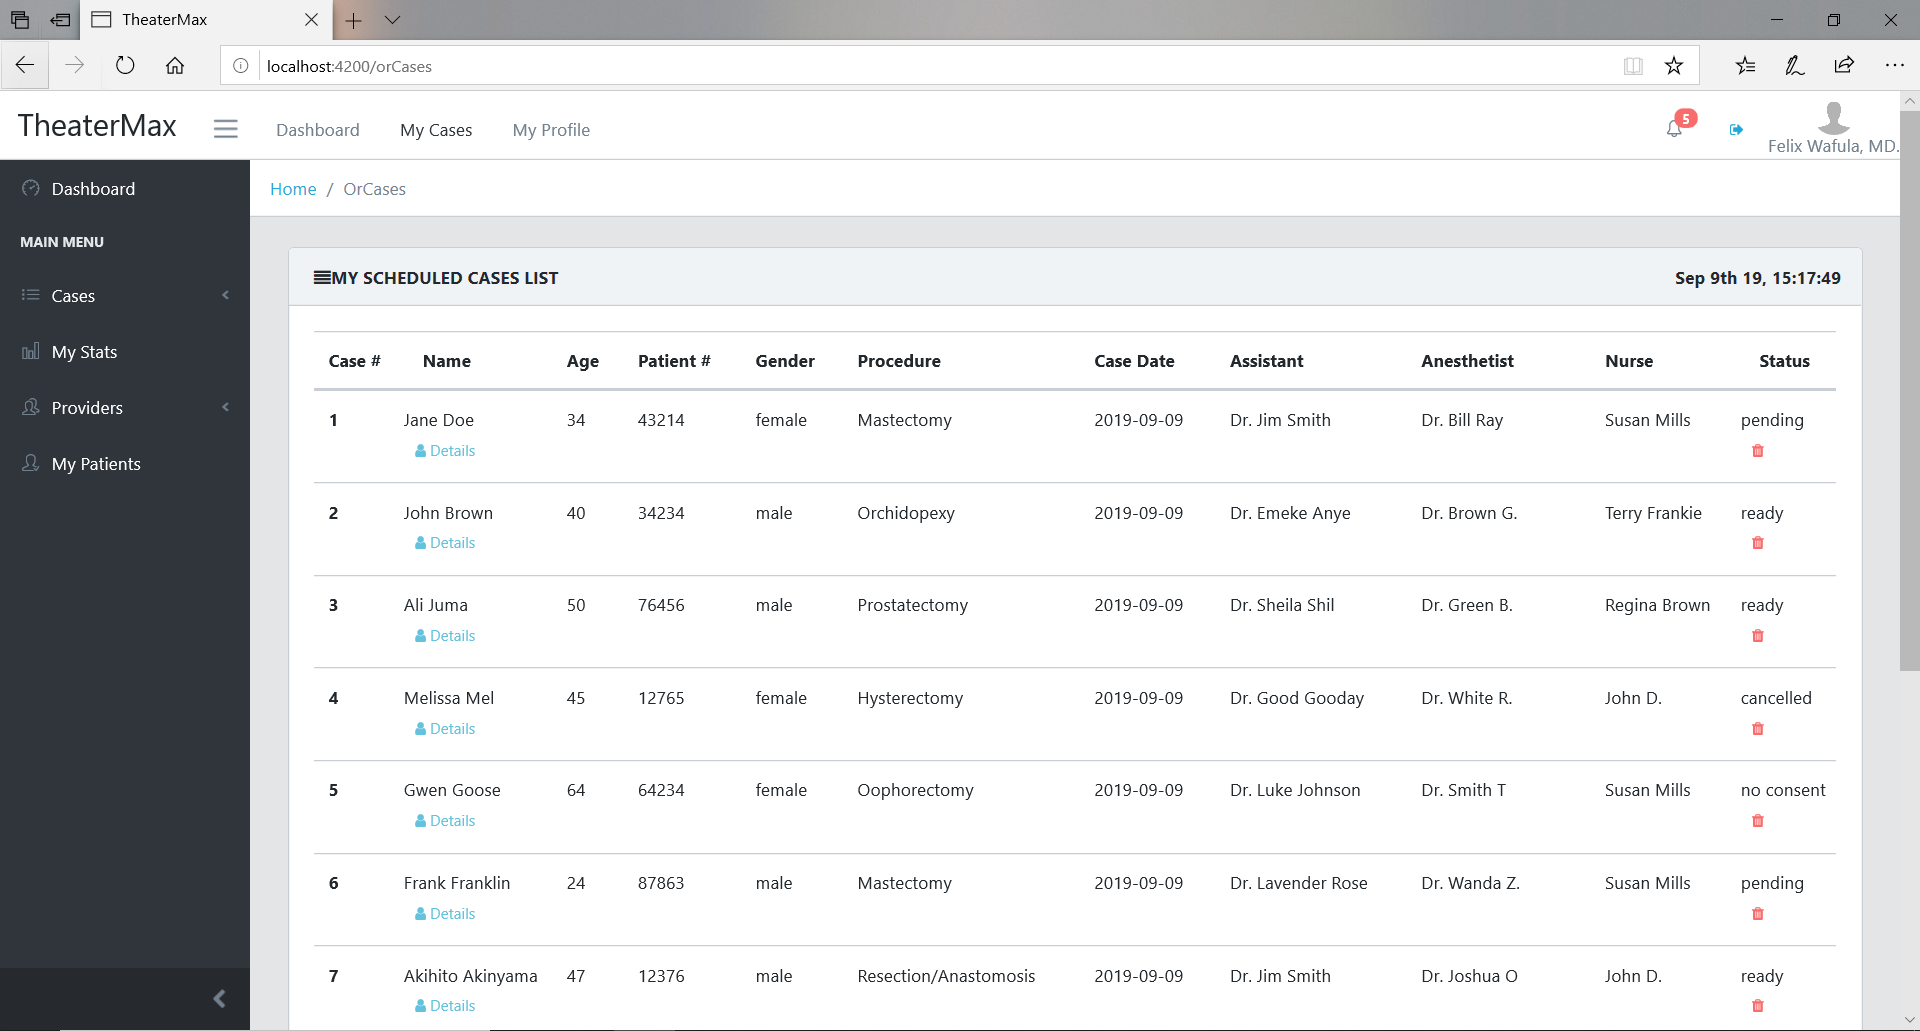 TheaterMax
localhost:4200/orCases
TheaterMax Dashboard My Cases My Profile 5 Felix Wafula, MD.
Dashboard
MAIN MENU
Cases
My Stats
Providers
My Patients
Home / OrCases
MY SCHEDULED CASES LIST Sep 9th 19, 15:17:49
Case # Name Age Patient # Gender Procedure Case Date Assistant Anesthetist Nurse Status
1 Jane Doe 34 43214 female Mastectomy 2019-09-09 Dr. Jim Smith Dr. Bill Ray Susan Mills pending
Details
2 John Brown 40 34234 male Orchidopexy 2019-09-09 Dr. Emeke Anye Dr. Brown G. Terry Frankie ready
Details
3 Ali Juma 50 76456 male Prostatectomy 2019-09-09 Dr. Sheila Shil Dr. Green B. Regina Brown ready
Details
4 Melissa Mel 45 12765 female Hysterectomy 2019-09-09 Dr. Good Gooday Dr. White R. John D. cancelled
Details
5 Gwen Goose 64 64234 female Oophorectomy 2019-09-09 Dr. Luke Johnson Dr. Smith T Susan Mills no consent
Details
6 Frank Franklin 24 87863 male Mastectomy 2019-09-09 Dr. Lavender Rose Dr. Wanda Z. Susan Mills pending
Details
7 Akihito Akinyama 47 12376 male Resection/Anastomosis 2019-09-09 Dr. Jim Smith Dr. Joshua O John D. ready
Details